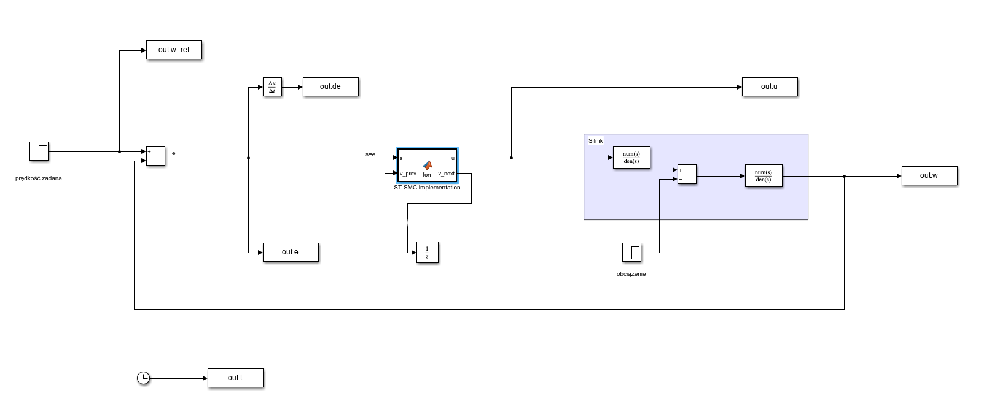 out.w_ref
Δu
Δt
out.de
out.u
+
−
e
s=e
s
u
v_prev
v_next
fcn
ST-SMC implementation
Silnik
num(s)
den(s)
+
−
num(s)
den(s)
out.w
prędkość zadana
out.e
1
z
obciążenie
out.t